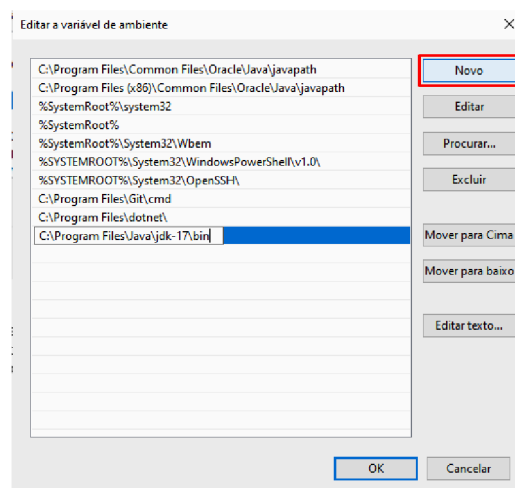 Editar a variável de ambiente
C:\Program Files\Common Files\Oracle\Java\javapath
C:\Program Files (x86)\Common Files\Oracle\Java\javapath
%SystemRoot%\system32
%SystemRoot%
%SystemRoot%\System32\Wbem
%SYSTEMROOT%\System32\WindowsPowerShell\v1.0\
%SYSTEMROOT%\System32\OpenSSH\
C:\Program Files\Git\cmd
C:\Program Files\dotnet\
C:\Program Files\Java\jdk-17\bin
Novo
Editar
Procurar...
Excluir
Mover para Cima
Mover para baixo
Editar texto...
OK
Cancelar